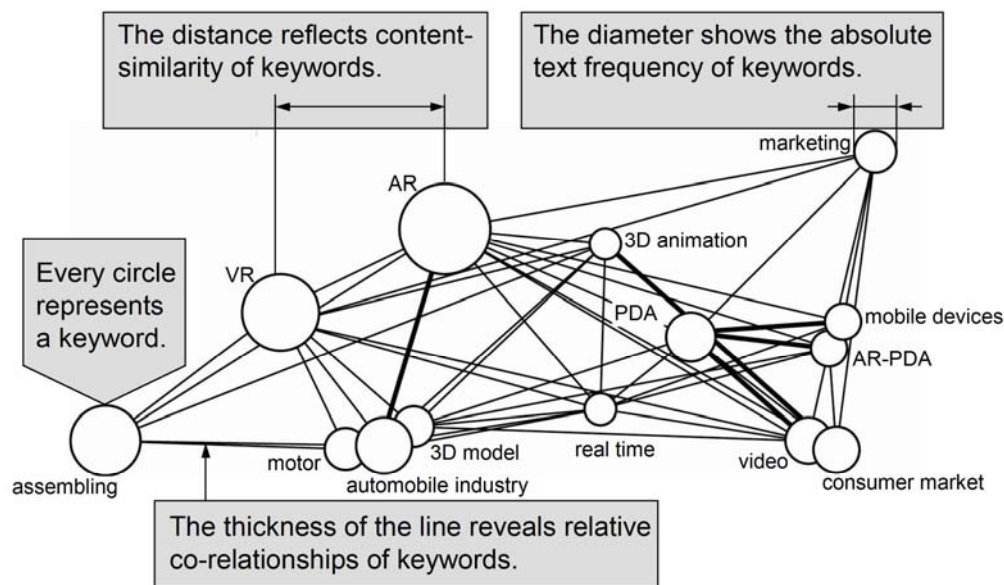 The distance reflects content-
similarity of keywords.
The diameter shows the absolute
text frequency of keywords.
marketing
AR
3D animation
Every circle
represents
a keyword.
VR
PDA
mobile devices
AR-PDA
assembling
motor
3D model
automobile industry
real time
video
consumer market
The thickness of the line reveals relative
co-relationships of keywords.